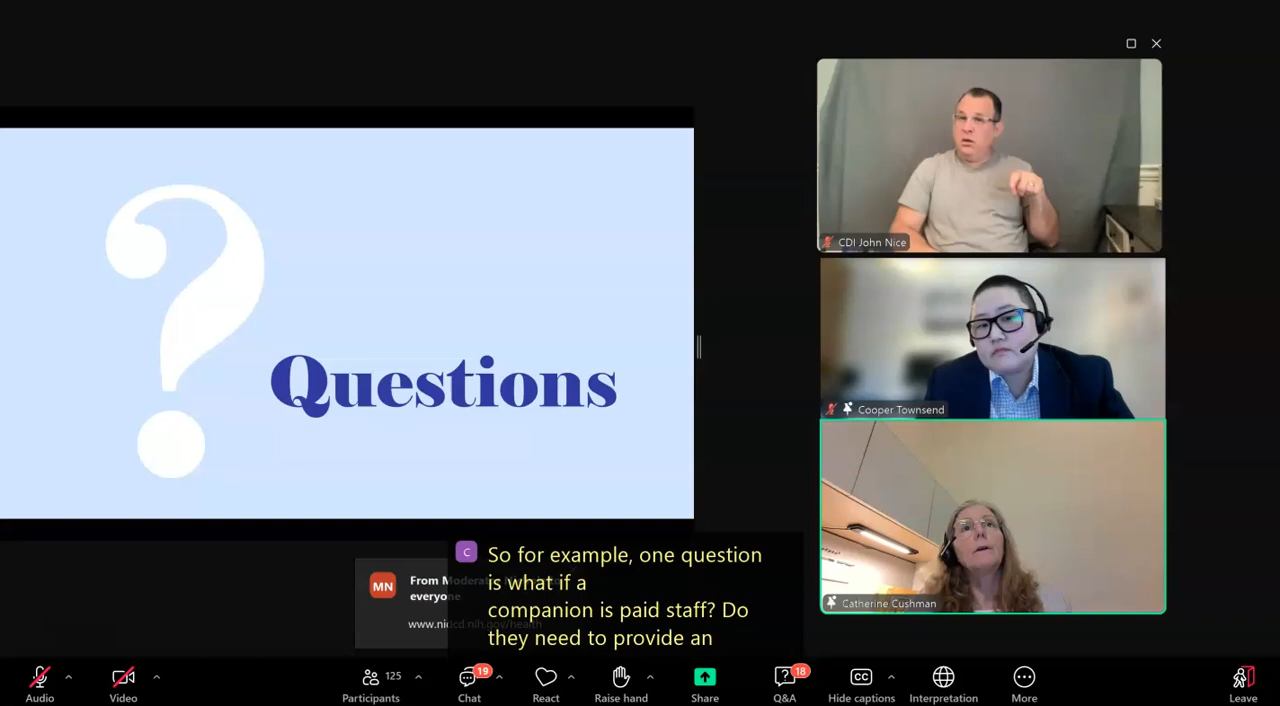 CDI John Nice
Questions
Cooper Townsend
C
So for example, one question
is what if a
companion is paid staff? Do
they need to provide an
MN
From
everyone
Catherine Cushman
125
19
18
Audio
Video
Participants
Chat
React
Raise hand
Share
Q&A
CC
Hide captions
Interpretation
More
Leave